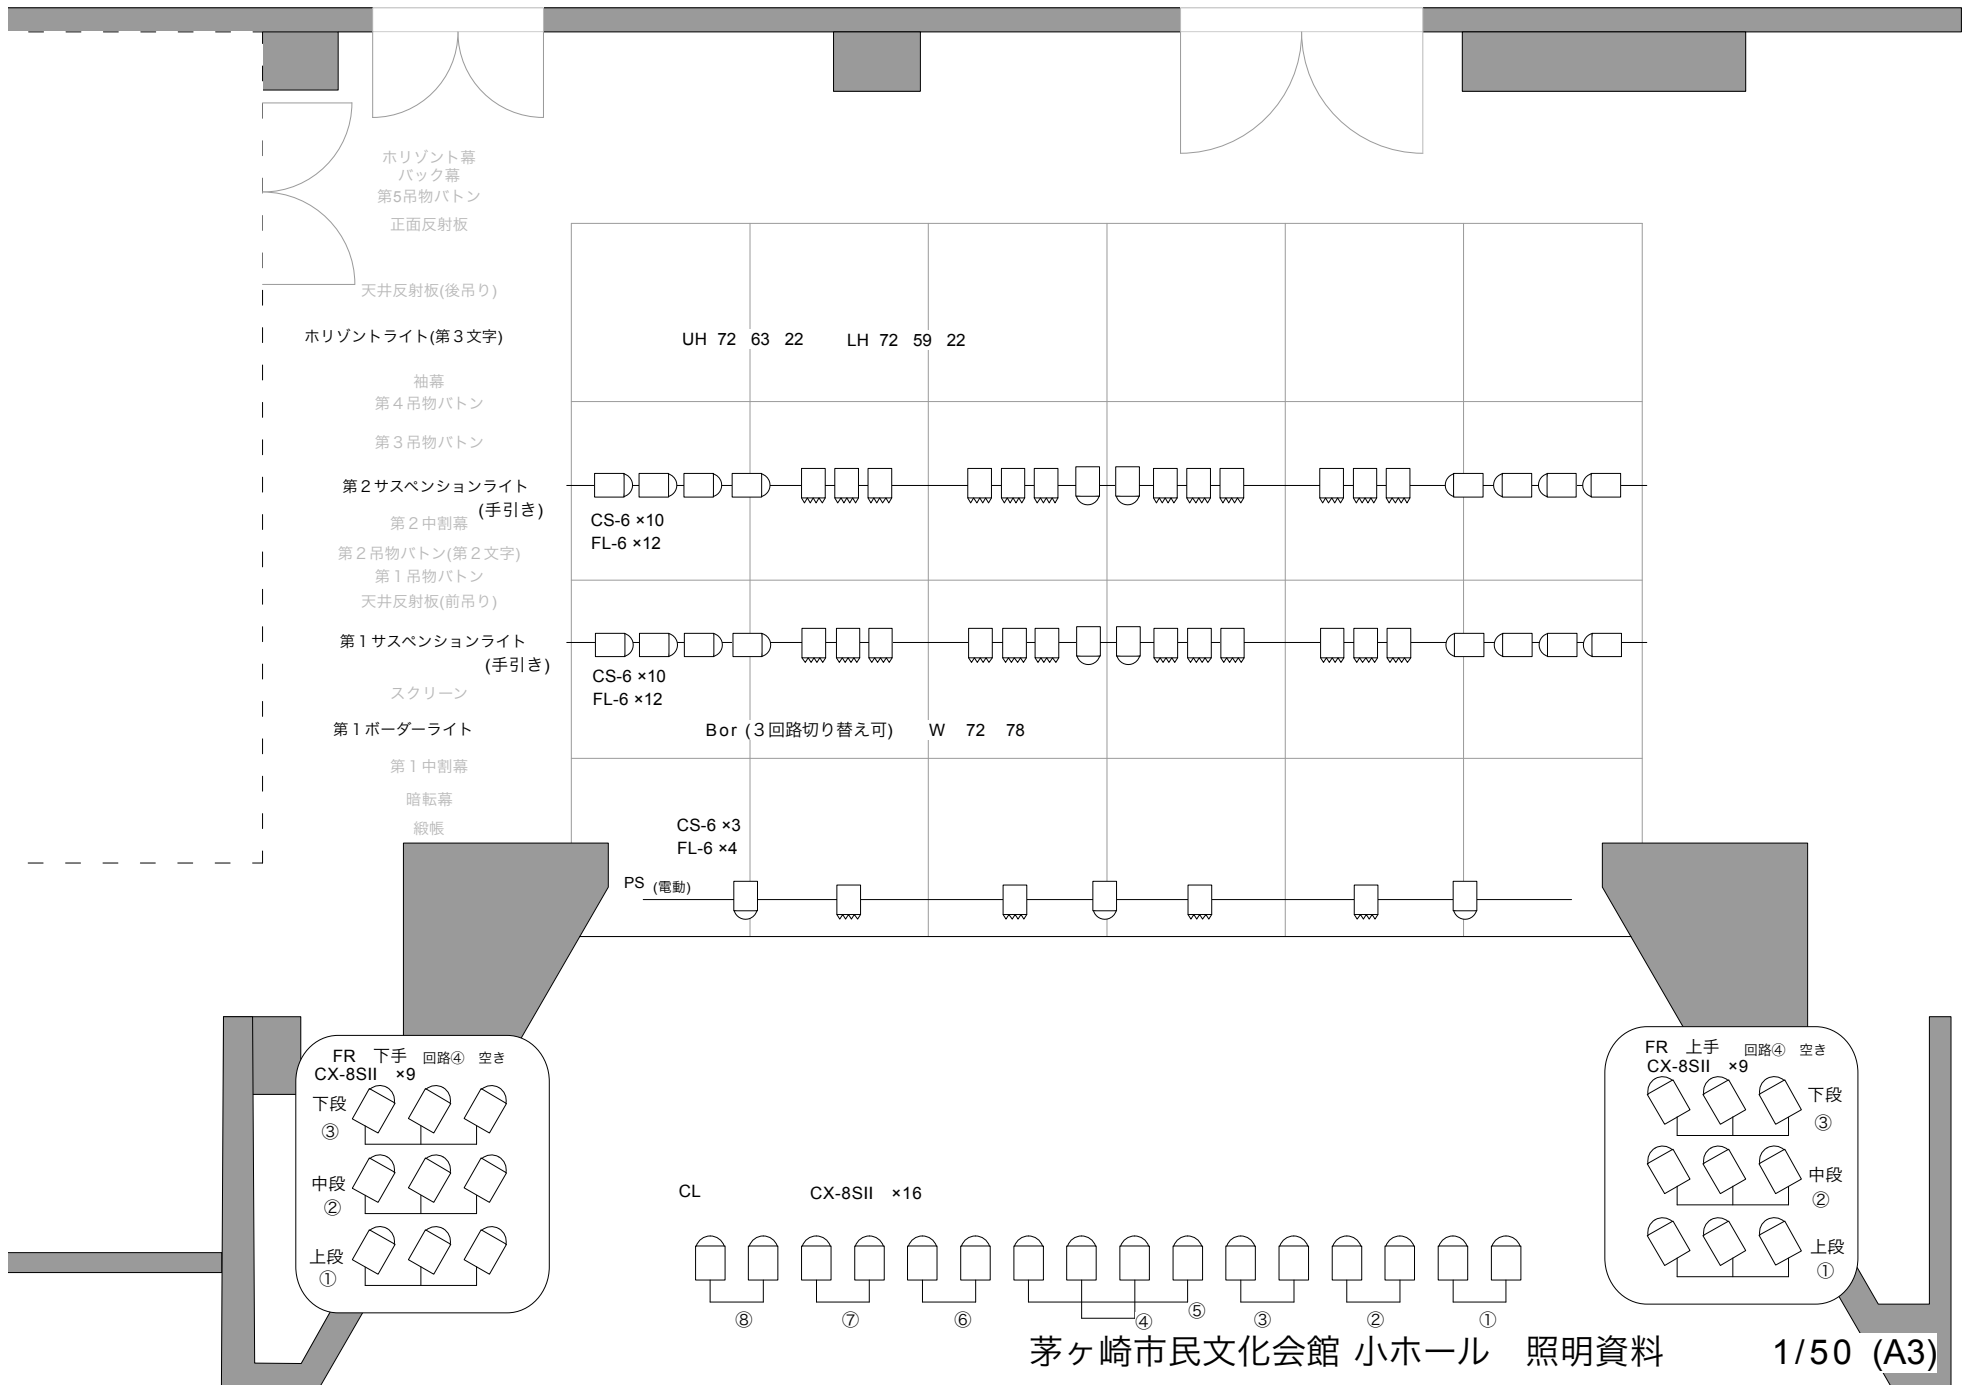 ホリゾント幕
バック幕
第5吊物バトン
正面反射板
天井反射板(後吊り)
ホリゾントライト(第３文字)
UH 72 63 22 LH 72 59 22
袖幕
第４吊物バトン
第３吊物バトン
第２サスペンションライト
(手引き)
CS-6 ×10
FL-6 ×12
第２中割幕
第２吊物バトン(第２文字)
第１吊物バトン
天井反射板(前吊り)
第１サスペンションライト
(手引き)
CS-6 ×10
FL-6 ×12
スクリーン
第１ボーダーライト
Bor (３回路切り替え可) W 72 78
第１中割幕
暗転幕
緞帳
CS-6 ×3
FL-6 ×4
PS (電動)
FR 下手 回路④ 空き
CX-8SII ×9
下段
③
中段
②
上段
①
FR 上手 回路④ 空き
CX-8SII ×9
下段
③
中段
②
上段
①
CL CX-8SII ×16
⑧ ⑦ ⑥ ④ ⑤ ③ ② ①
茅ヶ崎市民文化会館 小ホール 照明資料 1/50 (A3)